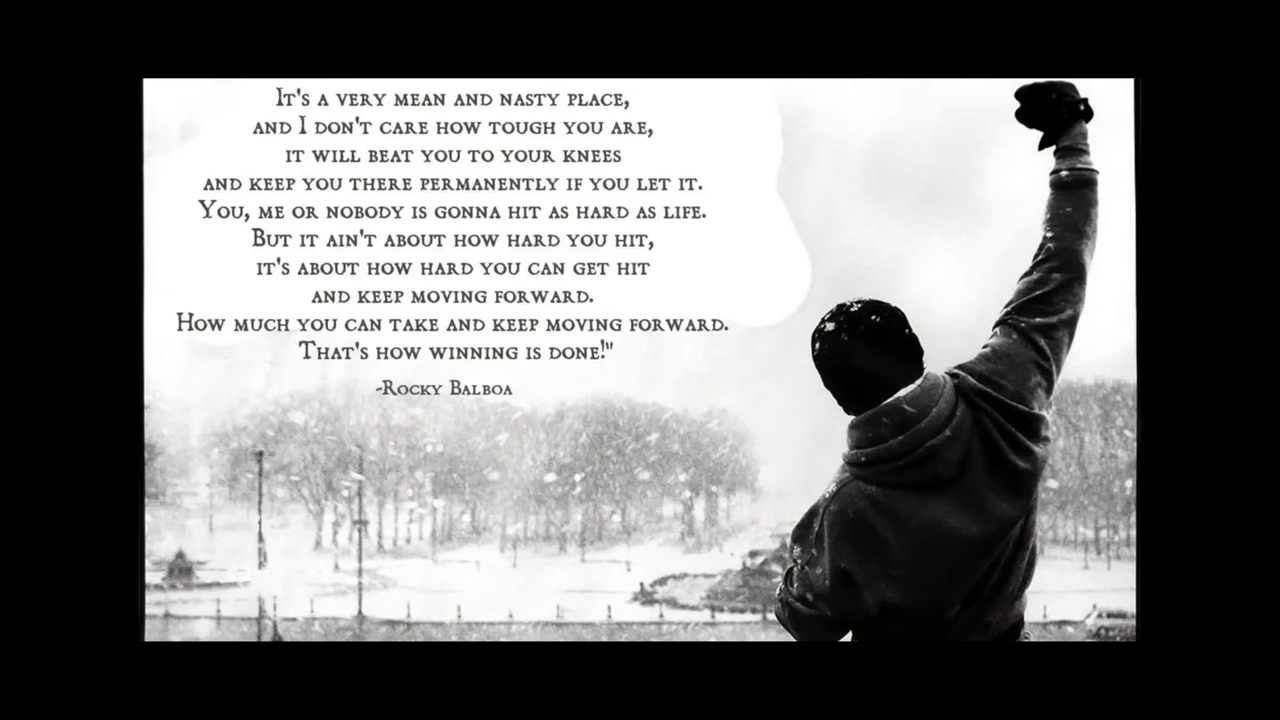 It's a very mean and nasty place,
and I don't care how tough you are,
it will beat you to your knees
and keep you there permanently if you let it.
You, me or nobody is gonna hit as hard as life.
But it ain't about how hard you hit,
it's about how hard you can get hit
and keep moving forward.
How much you can take and keep moving forward.
That's how winning is done!"
-Rocky Balboa